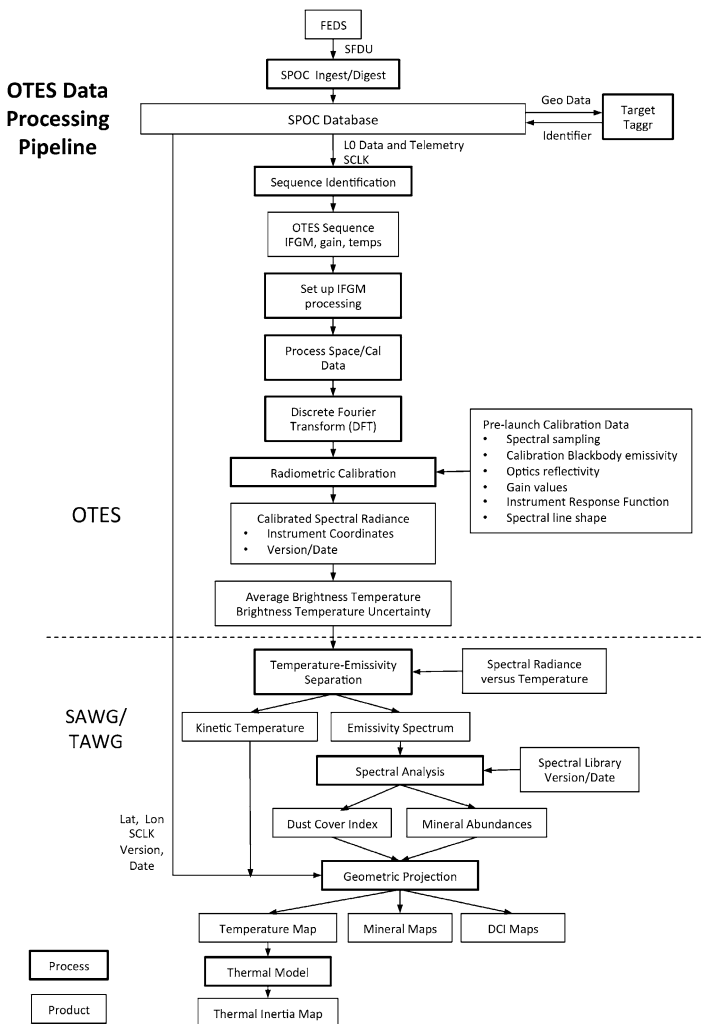 FEDS
SFDU
SPOC Ingest/Digest
OTES Data
Processing
Pipeline
SPOC Database
Geo Data
Identifier
Target
Taggr
L0 Data and Telemetry
SCLK
Sequence Identification
OTES Sequence
IFGM, gain, temps
Set up IFGM
processing
Process Space/Cal
Data
Discrete Fourier
Transform (DFT)
Radiometric Calibration
Pre-launch Calibration Data
• Spectral sampling
• Calibration Blackbody emissivity
• Optics reflectivity
• Gain values
• Instrument Response Function
• Spectral line shape
OTES
Calibrated Spectral Radiance
• Instrument Coordinates
• Version/Date
Average Brightness Temperature
Brightness Temperature Uncertainty
Temperature-Emissivity
Separation
Spectral Radiance
versus Temperature
SAWG/
TAWG
Kinetic Temperature
Emissivity Spectrum
Spectral Analysis
Spectral Library
Version/Date
Lat, Lon
SCLK
Version,
Date
Dust Cover Index
Mineral Abundances
Geometric Projection
Temperature Map
Mineral Maps
DCI Maps
Process
Thermal Model
Product
Thermal Inertia Map